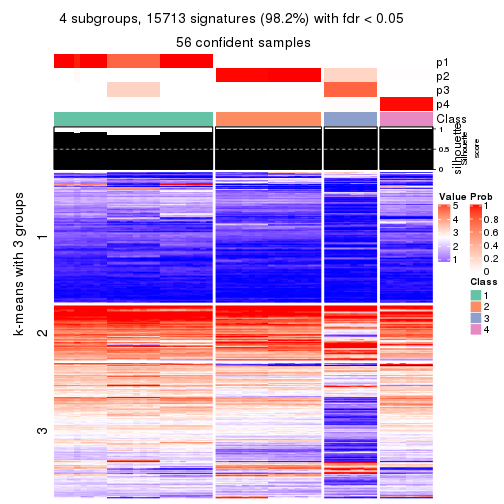 4 subgroups, 15713 signatures (98.2%) with fdr < 0.05
56 confident samples
p1
p2
p3
p4
Class
1
0.5
0
silhouette
Silhouette
score
k-means with 3 groups
1
2
3
Value
5
4
3
2
1
Prob
1
0.8
0.6
0.4
0.2
0
Class
1
2
3
4